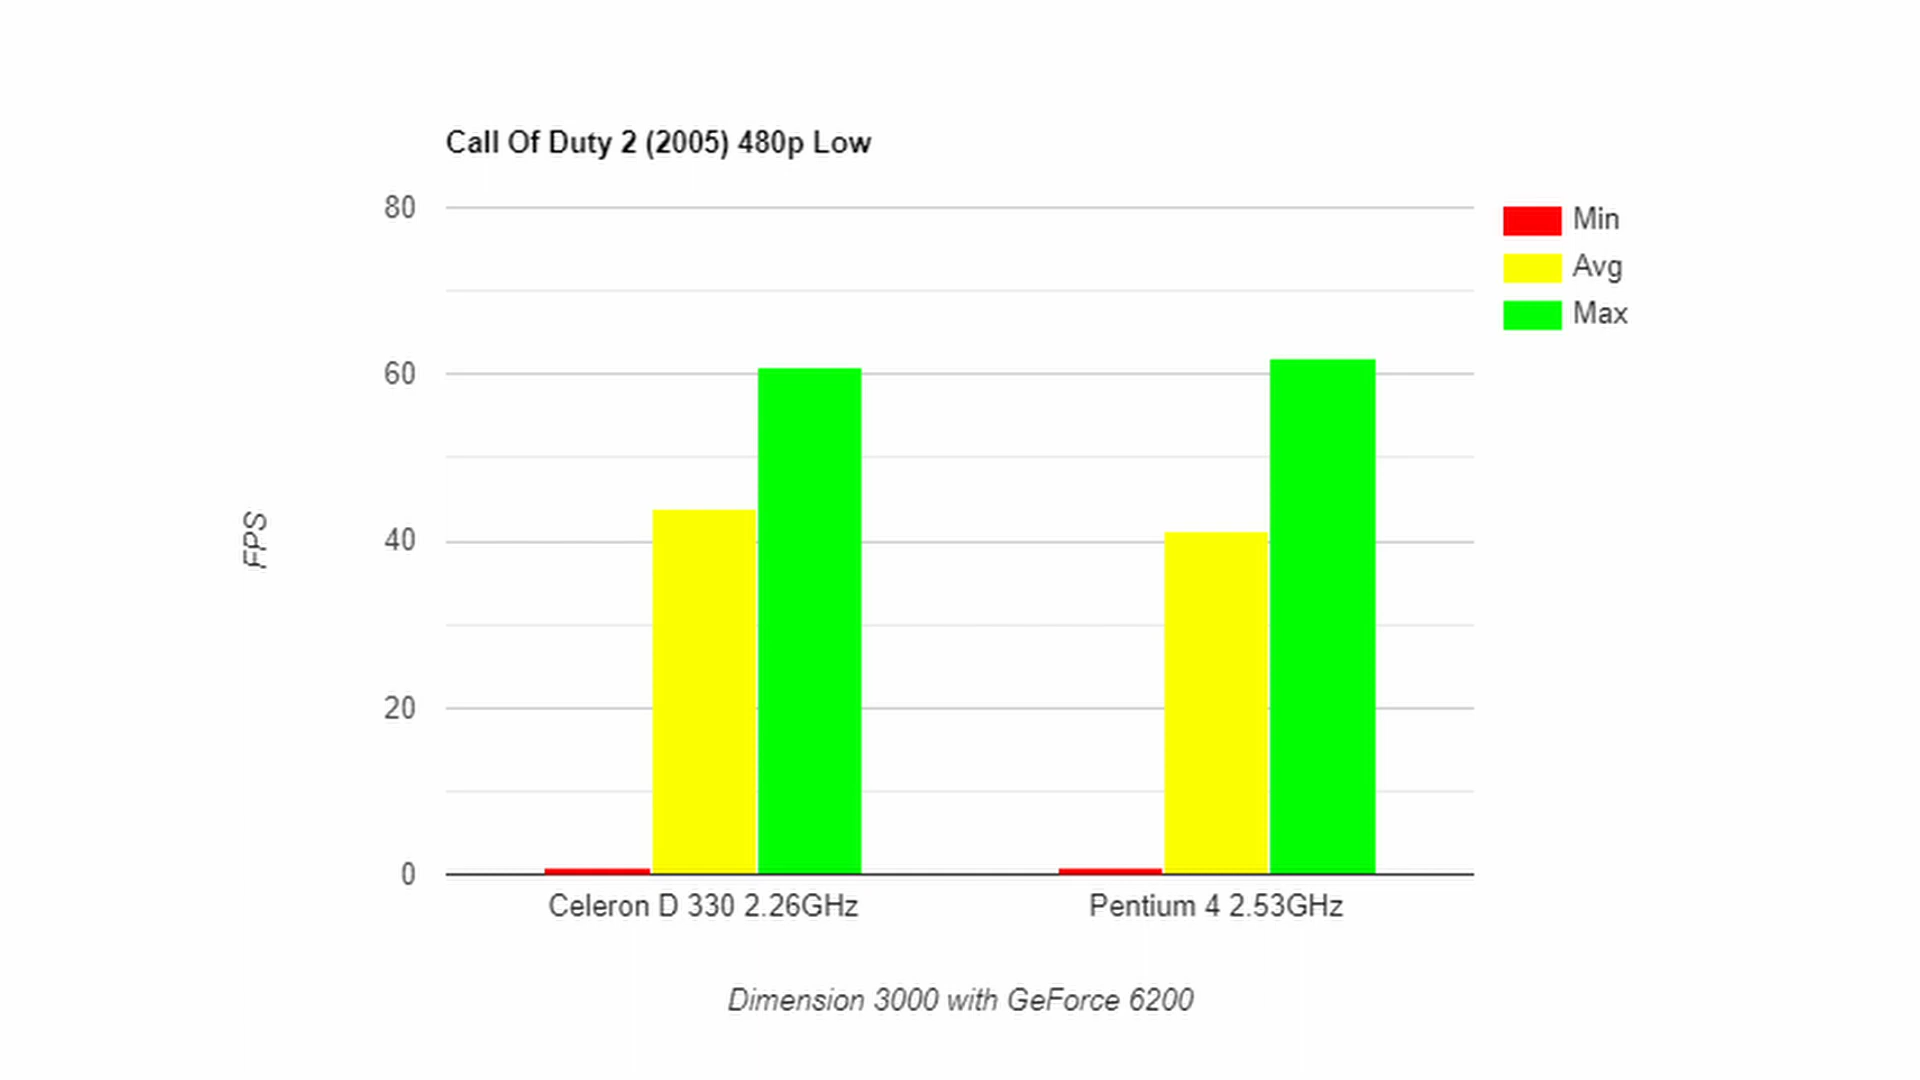 Call Of Duty 2 (2005) 480p Low
80
60
40
20
0
FPS
Min
Avg
Max
Celeron D 330 2.26GHz
Pentium 4 2.53GHz
Dimension 3000 with GeForce 6200